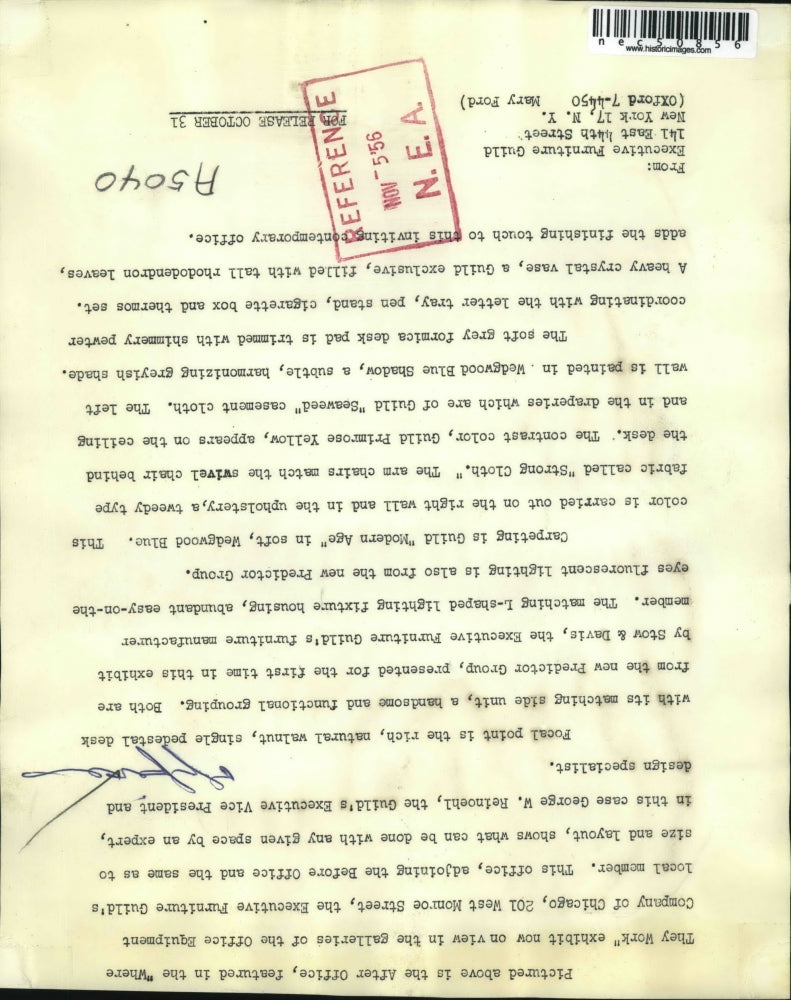 Pictured above is the After Office, featured in the "Where
They Work" exhibit now on view in the galleries of the Office Equipment
Company of Chicago, 201 West Monroe Street, the Executive Furniture Guild's
local member. This office, adjoining the Before Office and the same as to
size and layout, shows what can be done with any given space by an expert,
in this case George W. Reinoehl, the Guild's Executive Vice President and
design specialist.
Focal point is the rich, natural walnut, single pedestal desk
with its matching side unit, a handsome and functional grouping. Both are
from the new Predictor Group, presented for the first time in this exhibit
by Stow & Davis, the Executive Furniture Guild's furniture manufacturer
member. The matching L-shaped lighting fixture housing, abundant easy-on-the
eyes fluorescent lighting is also from the new Predictor Group.
Carpeting is Guild "Modern Age" in soft, Wedgwood Blue. This
color is carried out on the right wall and in the upholstery, a tweedy type
fabric called "Strong Cloth." The arm chairs match the swivel chair behind
the desk. The contrast color, Guild Primrose Yellow, appears on the ceiling
and in the draperies which are of Guild "Seaweed" casement cloth. The left
wall is painted in Wedgwood Blue Shadow, a subtle, harmonizing greyish shade.
The soft grey formica desk pad is trimmed with shimmery pewter
coordinating with the letter tray, pen stand, cigarette box and thermos set.
A heavy crystal vase, a Guild exclusive, filled with tall rhododendron leaves,
adds the finishing touch to this inviting contemporary office.
From:
Executive Furniture Guild
141 East 44th Street
New York 17, N. Y.
(OXford 7-4450 Mary Ford)
FOR RELEASE OCTOBER 31
A5040
REFERENCE
NOV - 5 '56
N. E. A.
nec50856
www.historicimages.com